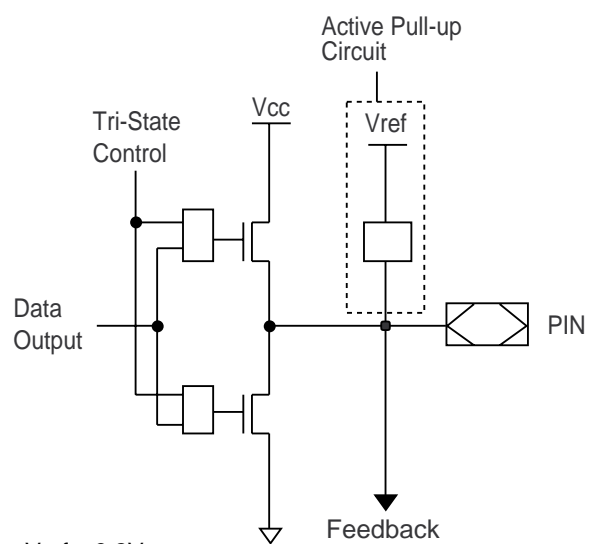 Active Pull-up
Circuit
Vcc
Vref
Tri-State
Control
Data
Output
PIN
Feedback